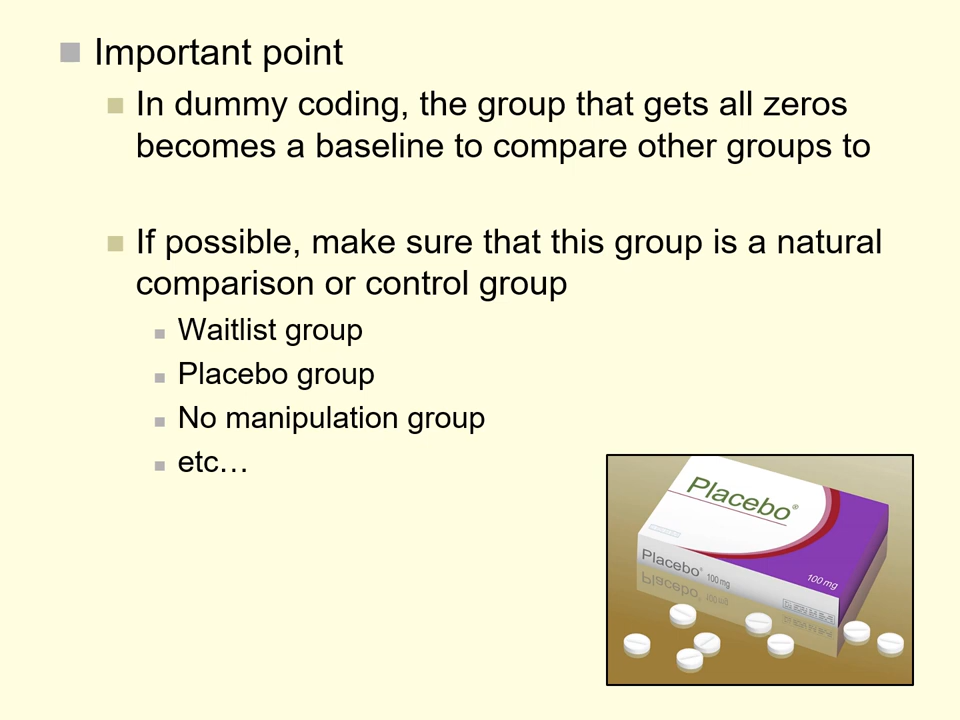 Important point
In dummy coding, the group that gets all zeros
becomes a baseline to compare other groups to
If possible, make sure that this group is a natural
comparison or control group
Waitlist group
Placebo group
No manipulation group
etc…
Placebo®
Placebo® 100 mg
100 mg